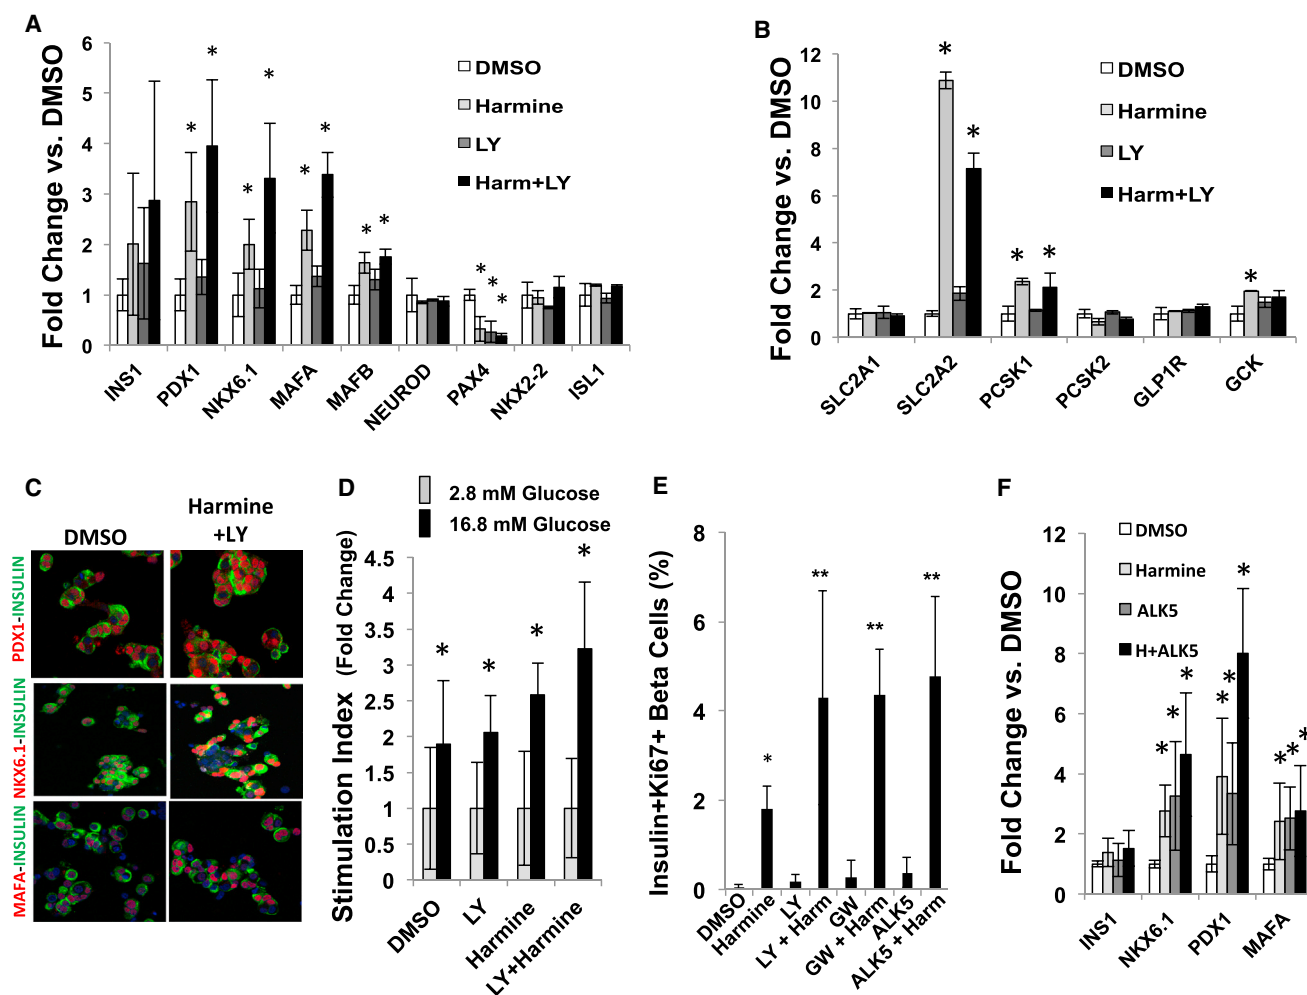 A
Fold Change vs. DMSO
6
5
4
3
2
1
0
DMSO
Harmine
LY
Harm+LY
* * * * * * * * * * *
INS1 PDX1 NKX6.1 MAFA MAFB NEUROD PAX4 NKX2-2 ISL1
B
Fold Change vs. DMSO
12
10
8
6
4
2
0
DMSO
Harmine
LY
Harm+LY
* * * * *
SLC2A1 SLC2A2 PCSK1 PCSK2 GLP1R GCK
C
DMSO
Harmine
+LY
PDX1-INSULIN
NKX6.1-INSULIN
MAFA-INSULIN
D
2.8 mM Glucose
16.8 mM Glucose
Stimulation Index (Fold Change)
4.5
4
3.5
3
2.5
2
1.5
1
0.5
0
* * * *
DMSO LY Harmine LY+Harmine
E
Insulin+Ki67+ Beta Cells (%)
8
6
4
2
0
* ** ** **
DMSO Harmine LY LY + Harm GW GW + Harm ALK5 ALK5 + Harm
F
Fold Change vs. DMSO
12
10
8
6
4
2
0
DMSO
Harmine
ALK5
H+ALK5
* * * * * * * * *
INS1 NKX6.1 PDX1 MAFA